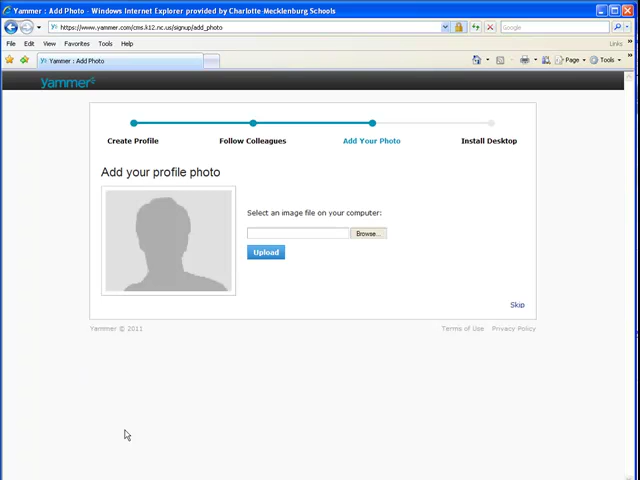 Yammer : Add Photo - Windows Internet Explorer provided by Charlotte-Mecklenburg Schools
https://www.yammer.com/cms.k12.nc.us/signup/add_photo
Google
File Edit View Favorites Tools Help
Links »
Yammer : Add Photo
Page
Tools
yammer
Create Profile Follow Colleagues Add Your Photo Install Desktop
Add your profile photo
Select an image file on your computer:
Browse...
Upload
Skip
Yammer © 2011 Terms of Use Privacy Policy